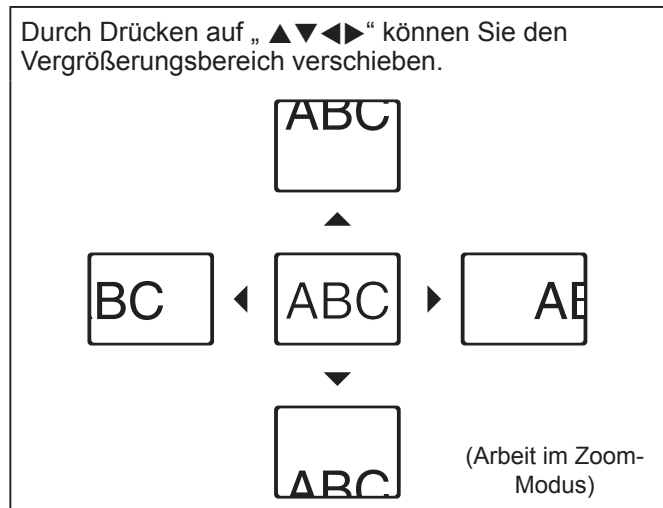 Durch Drücken auf „ ▲▼◀▶“ können Sie den
Vergrößerungsbereich verschieben.
ABC
BC
ABC
AB
ABC
(Arbeit im Zoom-
Modus)